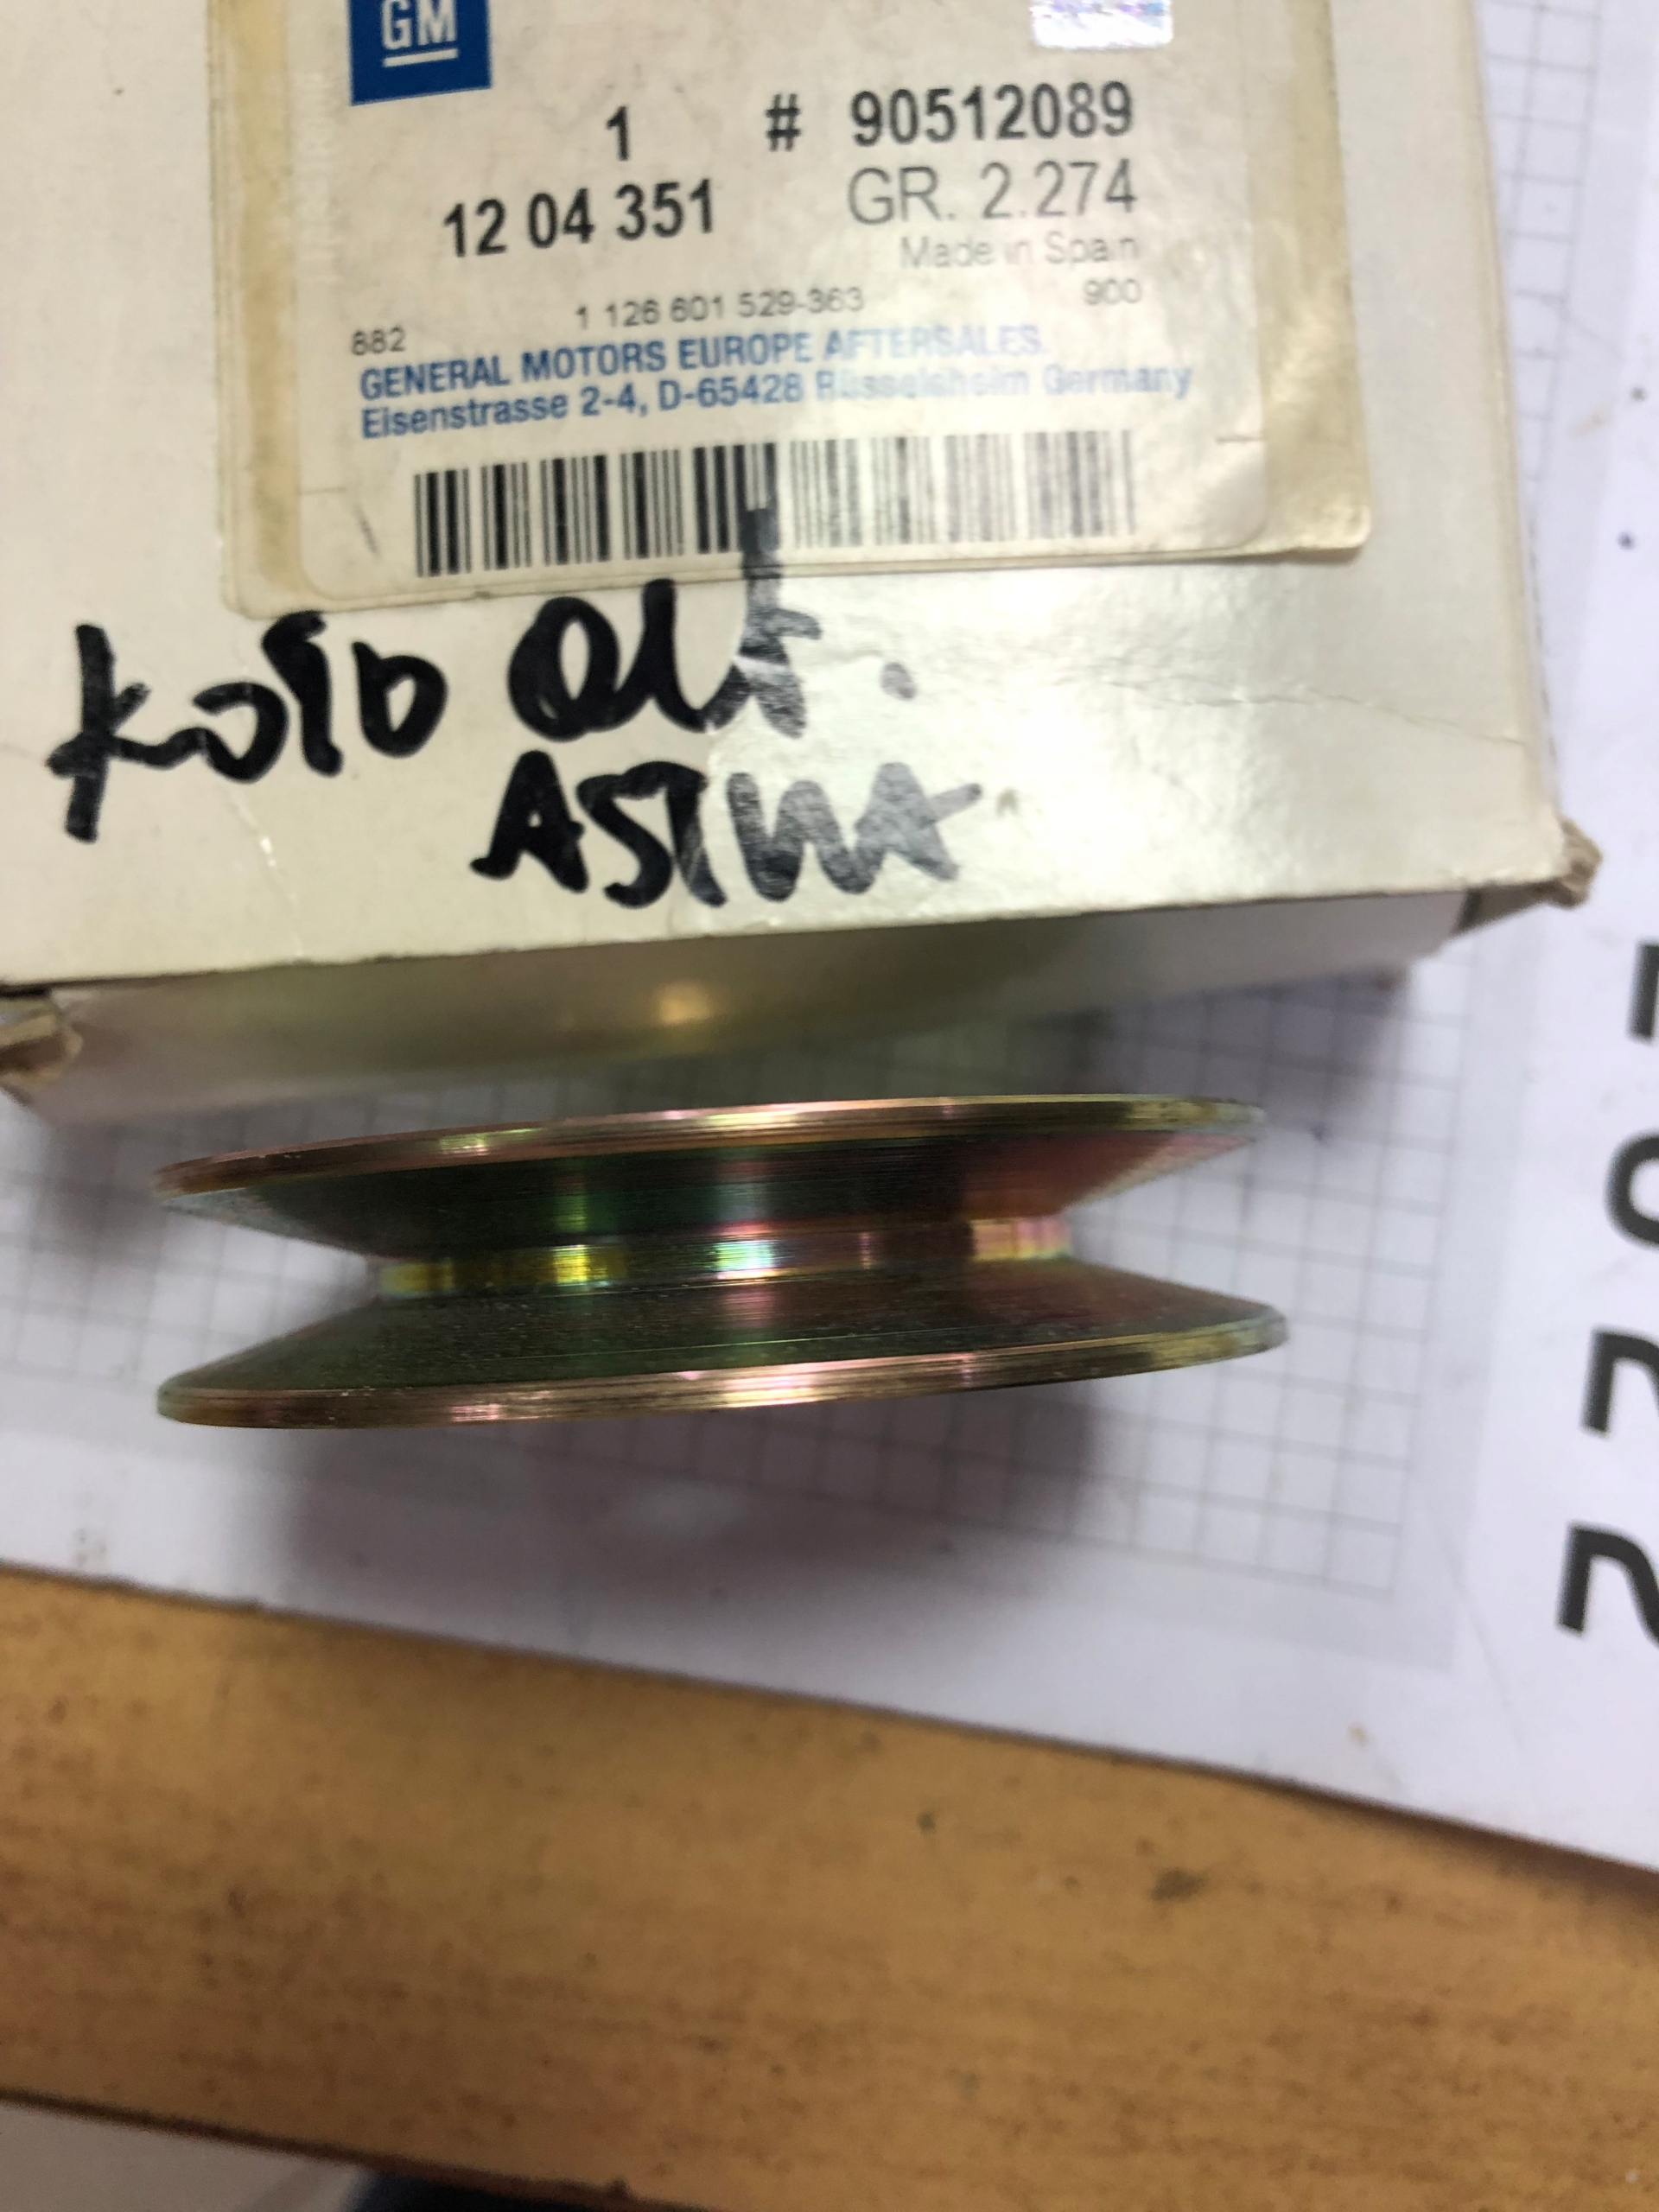 GM
1 # 90512089
12 04 351 GR. 2.274
Made in Spain
882 1 126 601 529-363 900
GENERAL MOTORS EUROPE AFTERSALES.
Eisenstrasse 2-4, D-65428 Rüsselsheim Germany
KOłO alt.
ASTRA